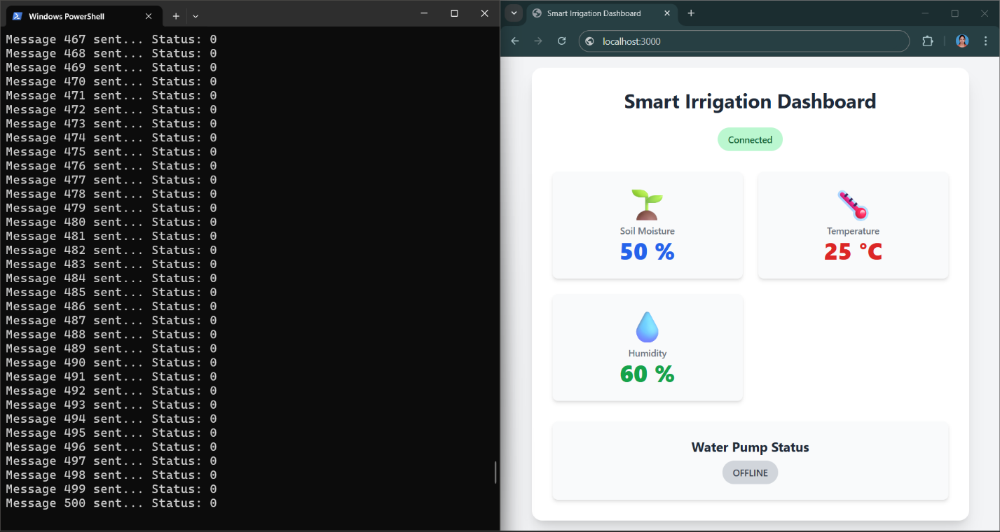 Windows PowerShell
Message 467 sent... Status: 0
Message 468 sent... Status: 0
Message 469 sent... Status: 0
Message 470 sent... Status: 0
Message 471 sent... Status: 0
Message 472 sent... Status: 0
Message 473 sent... Status: 0
Message 474 sent... Status: 0
Message 475 sent... Status: 0
Message 476 sent... Status: 0
Message 477 sent... Status: 0
Message 478 sent... Status: 0
Message 479 sent... Status: 0
Message 480 sent... Status: 0
Message 481 sent... Status: 0
Message 482 sent... Status: 0
Message 483 sent... Status: 0
Message 484 sent... Status: 0
Message 485 sent... Status: 0
Message 486 sent... Status: 0
Message 487 sent... Status: 0
Message 488 sent... Status: 0
Message 489 sent... Status: 0
Message 490 sent... Status: 0
Message 491 sent... Status: 0
Message 492 sent... Status: 0
Message 493 sent... Status: 0
Message 494 sent... Status: 0
Message 495 sent... Status: 0
Message 496 sent... Status: 0
Message 497 sent... Status: 0
Message 498 sent... Status: 0
Message 499 sent... Status: 0
Message 500 sent... Status: 0
Smart Irrigation Dashboard
localhost:3000
Smart Irrigation Dashboard
Connected
Soil Moisture
50 %
Temperature
25 °C
Humidity
60 %
Water Pump Status
OFFLINE